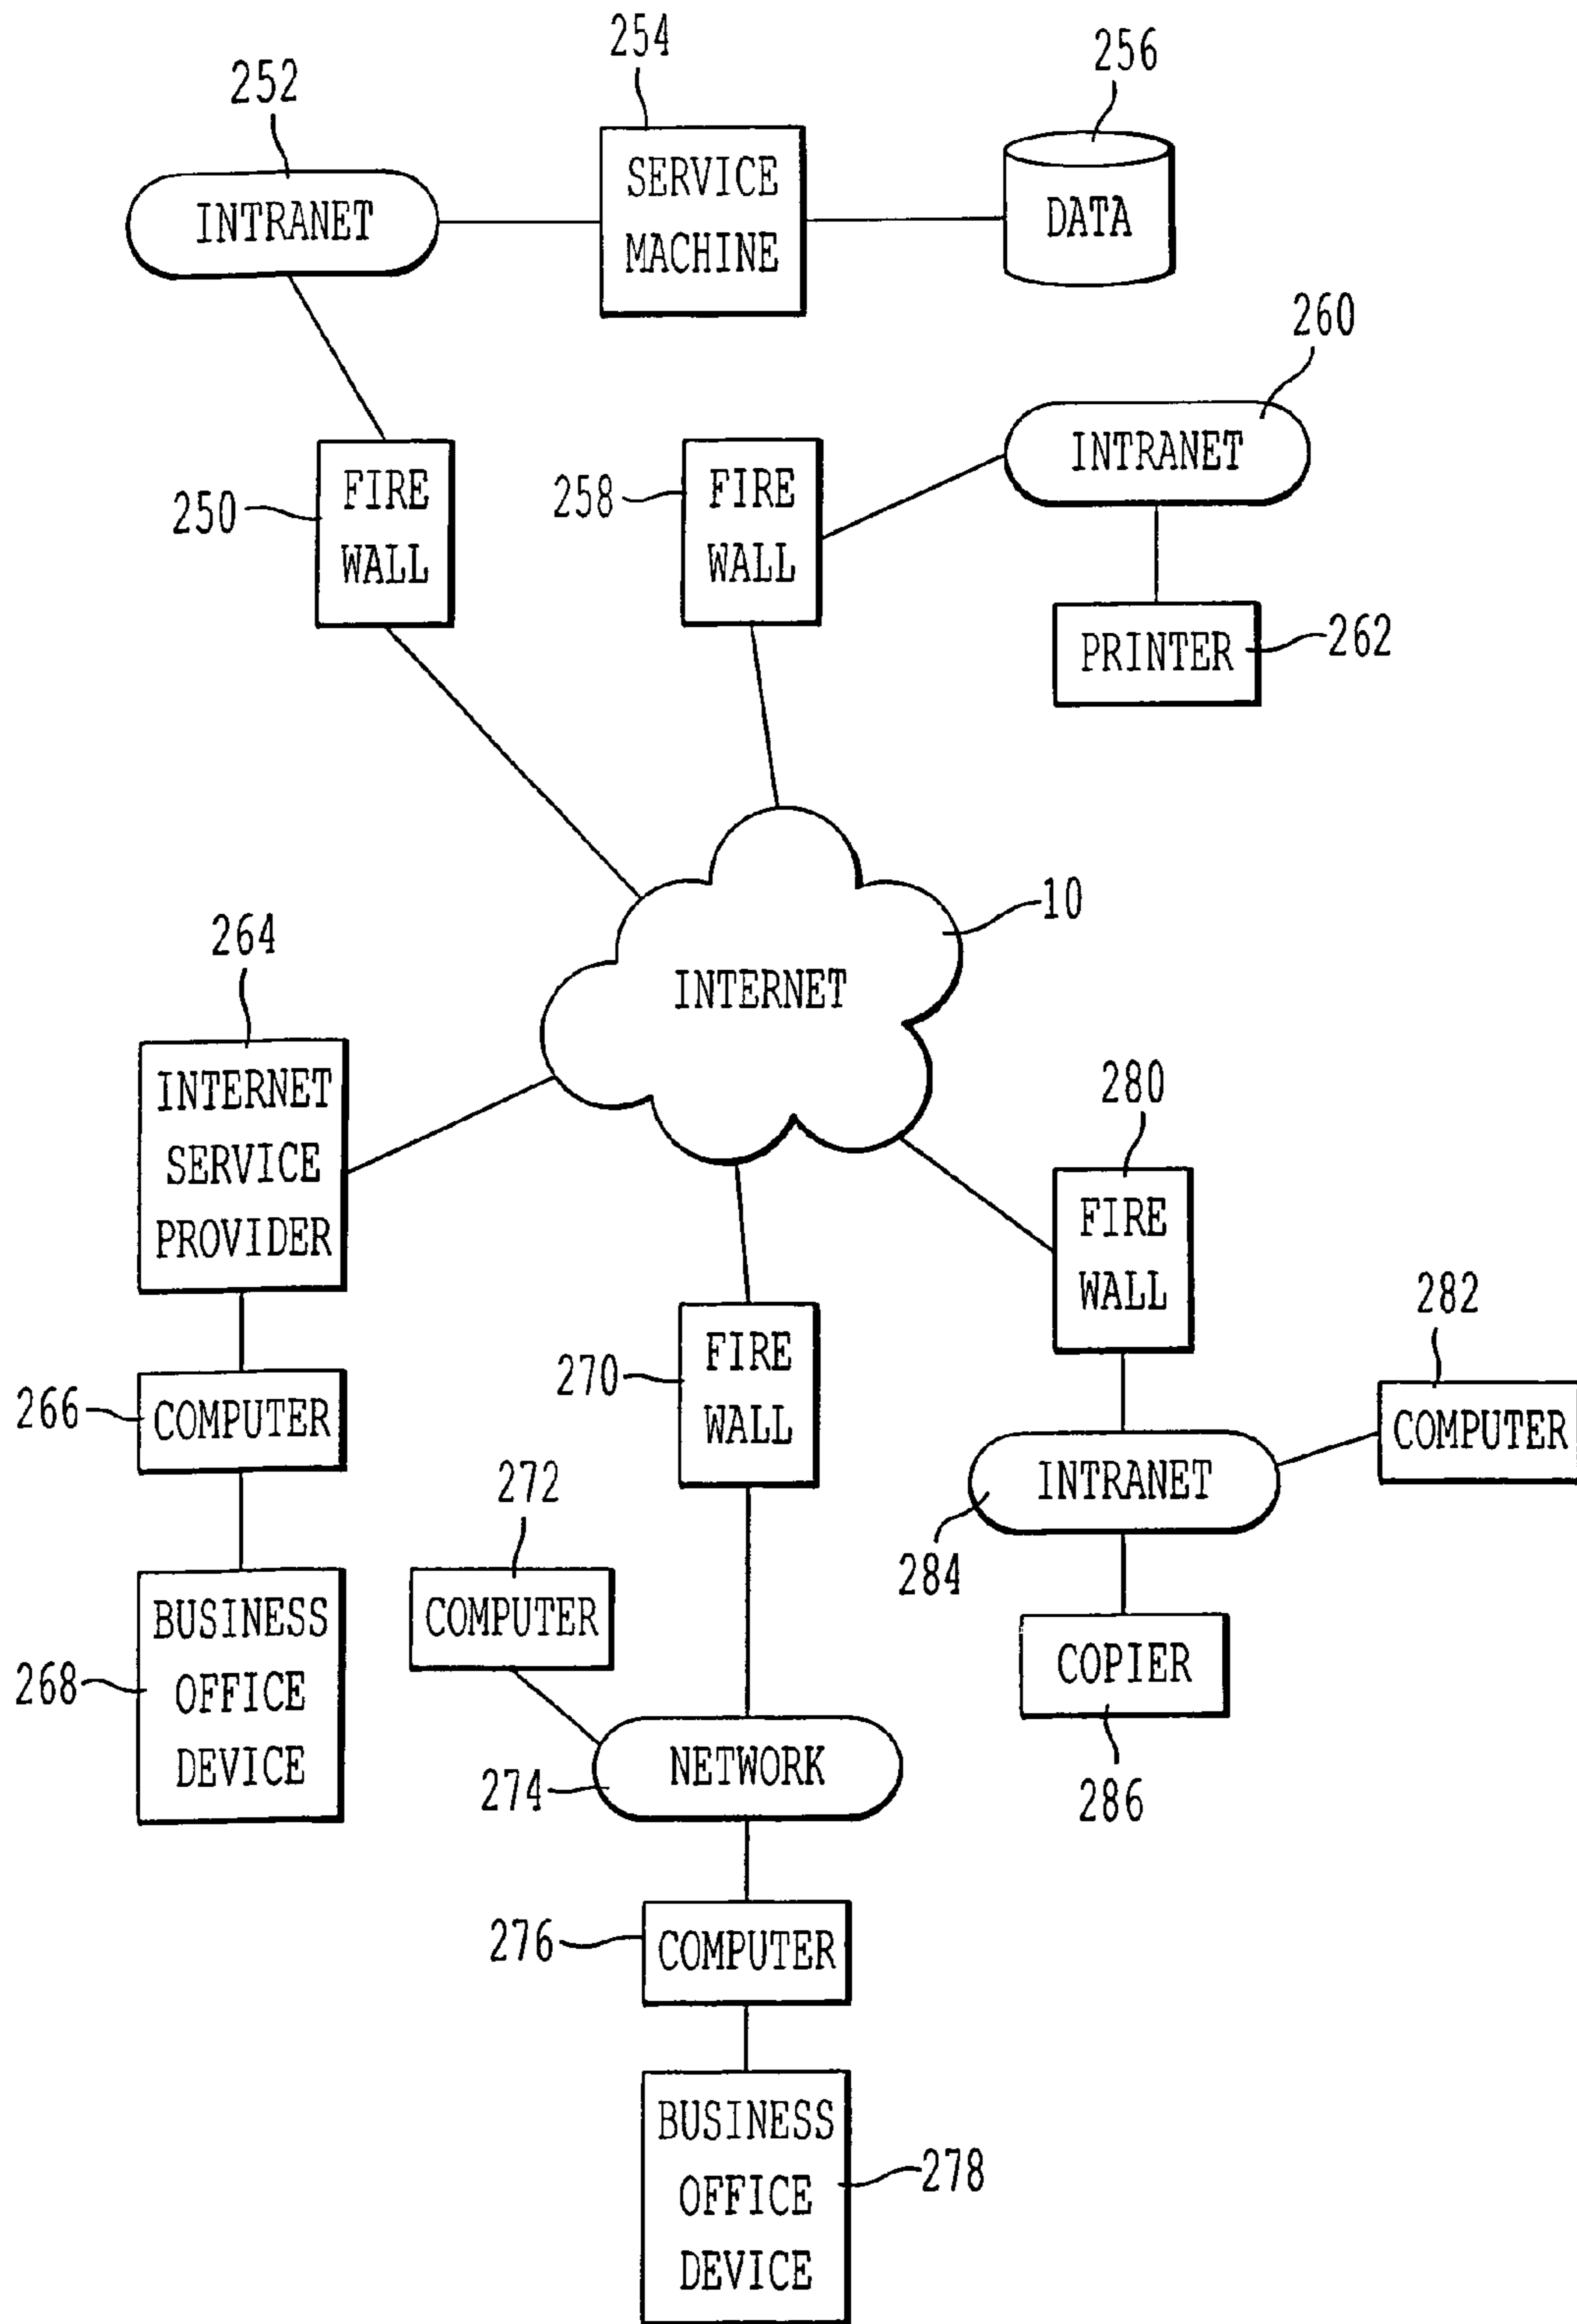 254
256
252
SERVICE
MACHINE
INTRANET
DATA
260
INTRANET
250
FIRE
WALL
258
FIRE
WALL
PRINTER
262
10
INTERNET
264
INTERNET
SERVICE
PROVIDER
280
FIRE
WALL
282
COMPUTER
266
COMPUTER
270
FIRE
WALL
INTRANET
284
272
COMPUTER
COPIER
286
268
BUSINESS
OFFICE
DEVICE
NETWORK
274
276
COMPUTER
BUSINESS
OFFICE
DEVICE
278